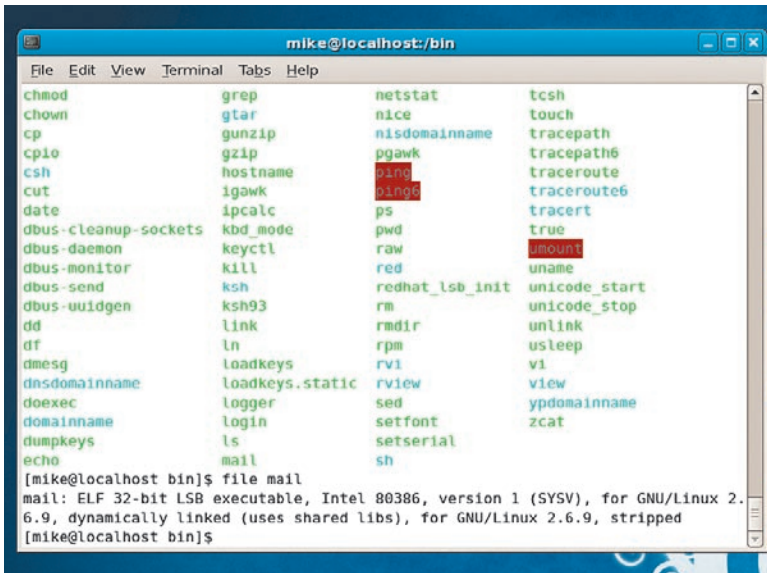 mike@localhost:/bin
File Edit View Terminal Tabs Help
chmod grep netstat tcsh
chown gtar nice touch
cp gunzip nisdomainname tracepath
cpio gzip pgawk tracepath6
csh hostname ping traceroute
cut igawk ping6 traceroute6
date ipcalc ps tracert
dbus-cleanup-sockets kbd_mode pwd true
dbus-daemon keyctl raw umount
dbus-monitor kill red uname
dbus-send ksh redhat_lsb_init unicode_start
dbus-uuidgen ksh93 rm unicode_stop
dd link rmdir unlink
df ln rpm usleep
dmesg loadkeys rvi vi
dnsdomainname loadkeys.static rview view
doexec logger sed ypdomainname
domainname login setfont zcat
dumpkeys ls setserial
echo mail sh
[mike@localhost bin]$ file mail
mail: ELF 32-bit LSB executable, Intel 80386, version 1 (SYSV), for GNU/Linux 2.
6.9, dynamically linked (uses shared libs), for GNU/Linux 2.6.9, stripped
[mike@localhost bin]$